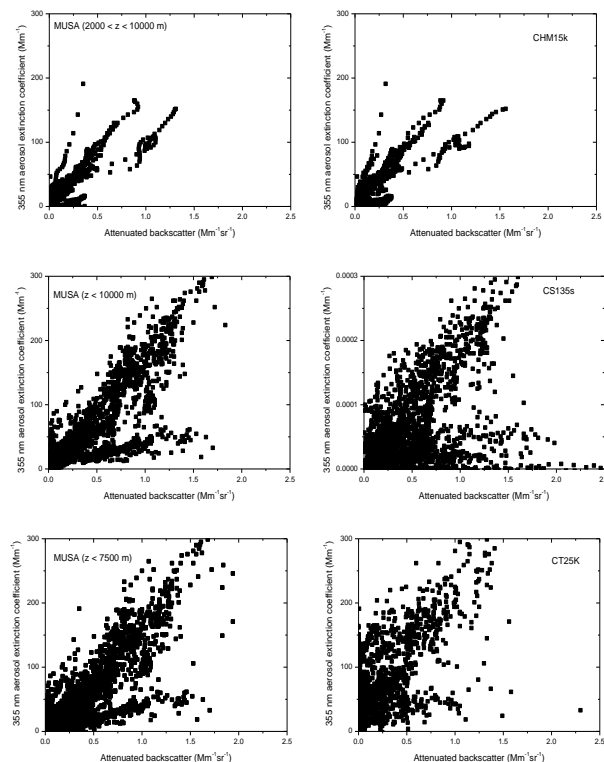 MUSA (2000 < z < 10000 m)
355 nm aerosol extinction coefficient (Mm⁻¹)
300
200
100
0
0.0 0.5 1.0 1.5 2.0 2.5
Attenuated backscatter (Mm⁻¹sr⁻¹)
CHM15k
355 nm aerosol extinction coefficient (Mm⁻¹)
300
200
100
0
0.0 0.5 1.0 1.5 2.0 2.5
Attenuated backscatter (Mm⁻¹sr⁻¹)
MUSA (z < 10000 m)
355 nm aerosol extinction coefficient (Mm⁻¹)
300
200
100
0
0.0 0.5 1.0 1.5 2.0 2.5
Attenuated backscatter (Mm⁻¹sr⁻¹)
CS135s
355 nm aerosol extinction coefficient (Mm⁻¹)
0.0003
0.0002
0.0001
0.0000
0.0 0.5 1.0 1.5 2.0 2.5
Attenuated backscatter (Mm⁻¹sr⁻¹)
MUSA (z < 7500 m)
355 nm aerosol extinction coefficient (Mm⁻¹)
300
200
100
0
0.0 0.5 1.0 1.5 2.0 2.5
Attenuated backscatter (Mm⁻¹sr⁻¹)
CT25K
355 nm aerosol extinction coefficient (Mm⁻¹)
300
200
100
0
0.0 0.5 1.0 1.5 2.0 2.5
Attenuated backscatter (Mm⁻¹sr⁻¹)